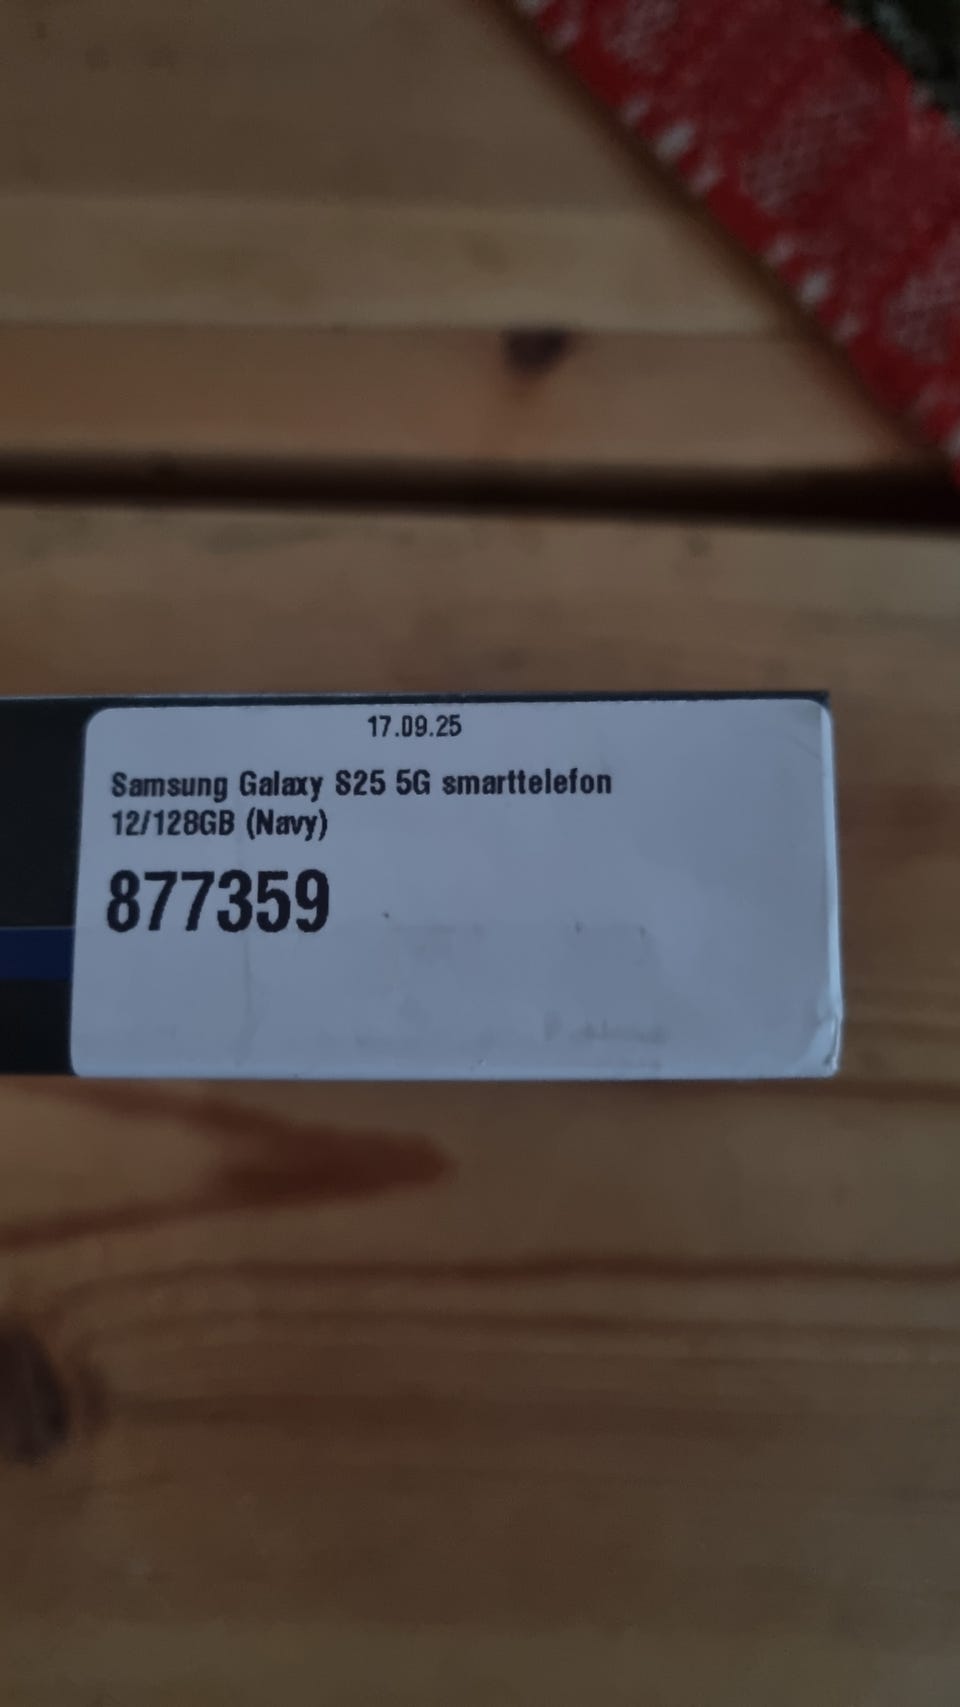 17.09.25
Samsung Galaxy S25 5G smarttelefon
12/128GB (Navy)
877359